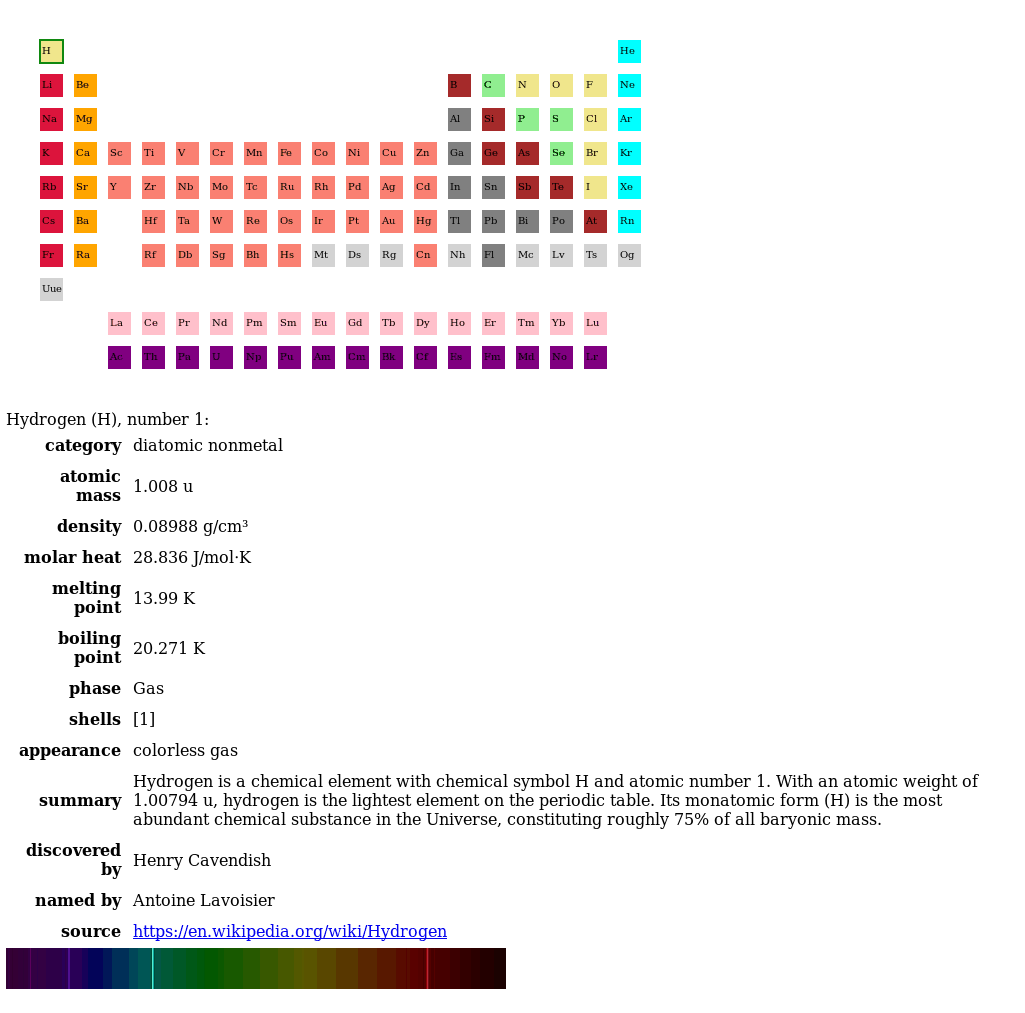 H He
Li Be B C N O F Ne
Na Mg Al Si P S Cl Ar
K Ca Sc Ti V Cr Mn Fe Co Ni Cu Zn Ga Ge As Se Br Kr
Rb Sr Y Zr Nb Mo Tc Ru Rh Pd Ag Cd In Sn Sb Te I Xe
Cs Ba Hf Ta W Re Os Ir Pt Au Hg Tl Pb Bi Po At Rn
Fr Ra Rf Db Sg Bh Hs Mt Ds Rg Cn Nh Fl Mc Lv Ts Og
Uue
La Ce Pr Nd Pm Sm Eu Gd Tb Dy Ho Er Tm Yb Lu
Ac Th Pa U Np Pu Am Cm Bk Cf Es Fm Md No Lr
Hydrogen (H), number 1:
category diatomic nonmetal
atomic
mass 1.008 u
density 0.08988 g/cm³
molar heat 28.836 J/mol·K
melting
point 13.99 K
boiling
point 20.271 K
phase Gas
shells [1]
appearance colorless gas
summary Hydrogen is a chemical element with chemical symbol H and atomic number 1. With an atomic weight of
1.00794 u, hydrogen is the lightest element on the periodic table. Its monatomic form (H) is the most
abundant chemical substance in the Universe, constituting roughly 75% of all baryonic mass.
discovered
by Henry Cavendish
named by Antoine Lavoisier
source https://en.wikipedia.org/wiki/Hydrogen